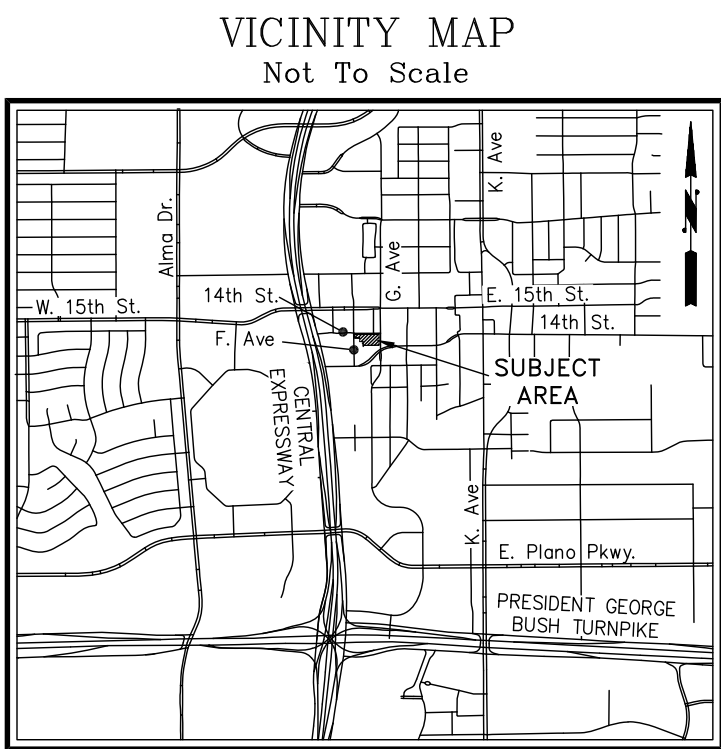 VICINITY MAP
Not To Scale
K. Ave
N
Alma Dr.
G. Ave
14th St.
E. 15th St.
W. 15th St.
14th St.
F. Ave
SUBJECT
AREA
CENTRAL
EXPRESSWAY
K. Ave
E. Plano Pkwy.
PRESIDENT GEORGE
BUSH TURNPIKE